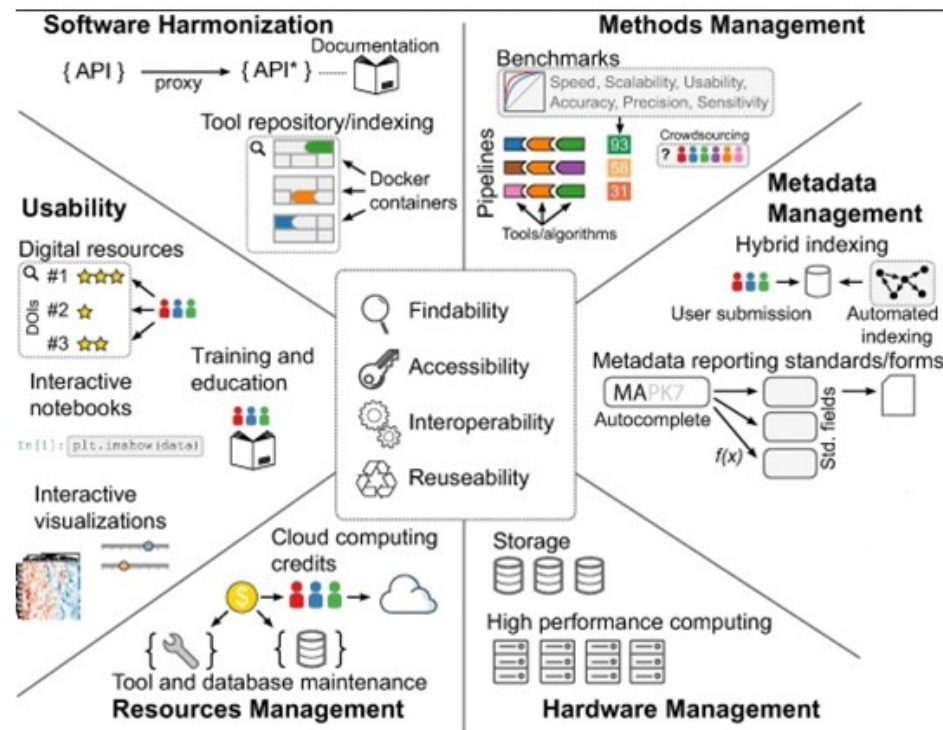 Software Harmonization
{ API }
proxy
{ API* }
Documentation
Tool repository/indexing
Docker
containers
Methods Management
Benchmarks
Speed, Scalability, Usability,
Accuracy, Precision, Sensitivity
Pipelines
93
58
31
Crowdsourcing
?
Tools/algorithms
Usability
Digital resources
DOIs
#1
#2
#3
Interactive
notebooks
In[1]: plt.imshow(data)
Training and
education
Interactive
visualizations
Findability
Accessibility
Interoperability
Reuseability
Metadata
Management
Hybrid indexing
User submission
Automated
indexing
Metadata reporting standards/forms
MAPK7
Autocomplete
f(x)
Std. fields
Cloud computing
credits
$
{ }
{ }
Tool and database maintenance
Resources Management
Storage
High performance computing
Hardware Management